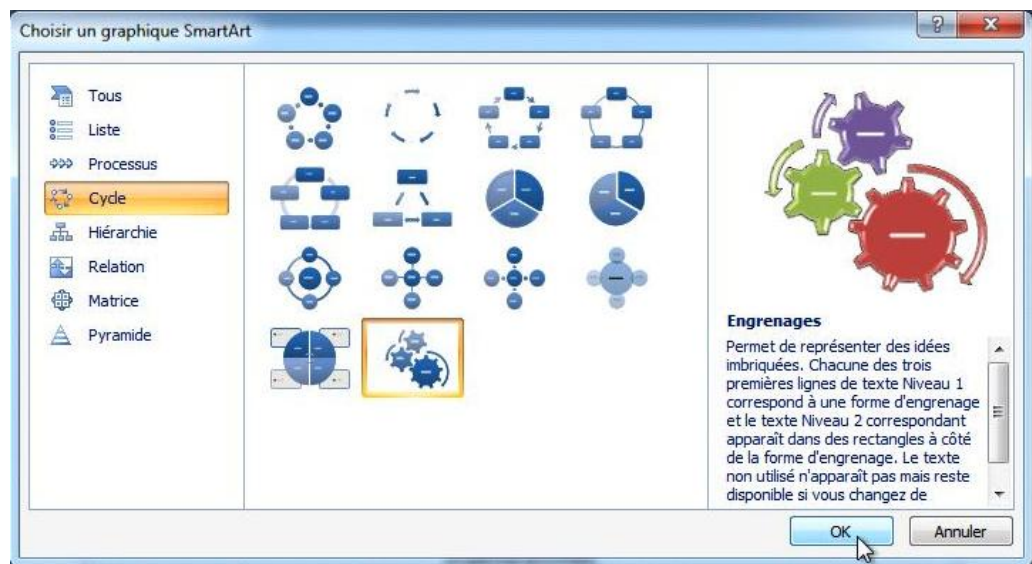 Choisir un graphique SmartArt
Tous
Liste
Processus
Cycle
Hiérarchie
Relation
Matrice
Pyramide
Engrenages
Permet de représenter des idées
imbriquées. Chacune des trois
premières lignes de texte Niveau 1
correspond à une forme d'engrenage
et le texte Niveau 2 correspondant
apparaît dans des rectangles à côté
de la forme d'engrenage. Le texte
non utilisé n'apparaît pas mais reste
disponible si vous changez de
OK
Annuler